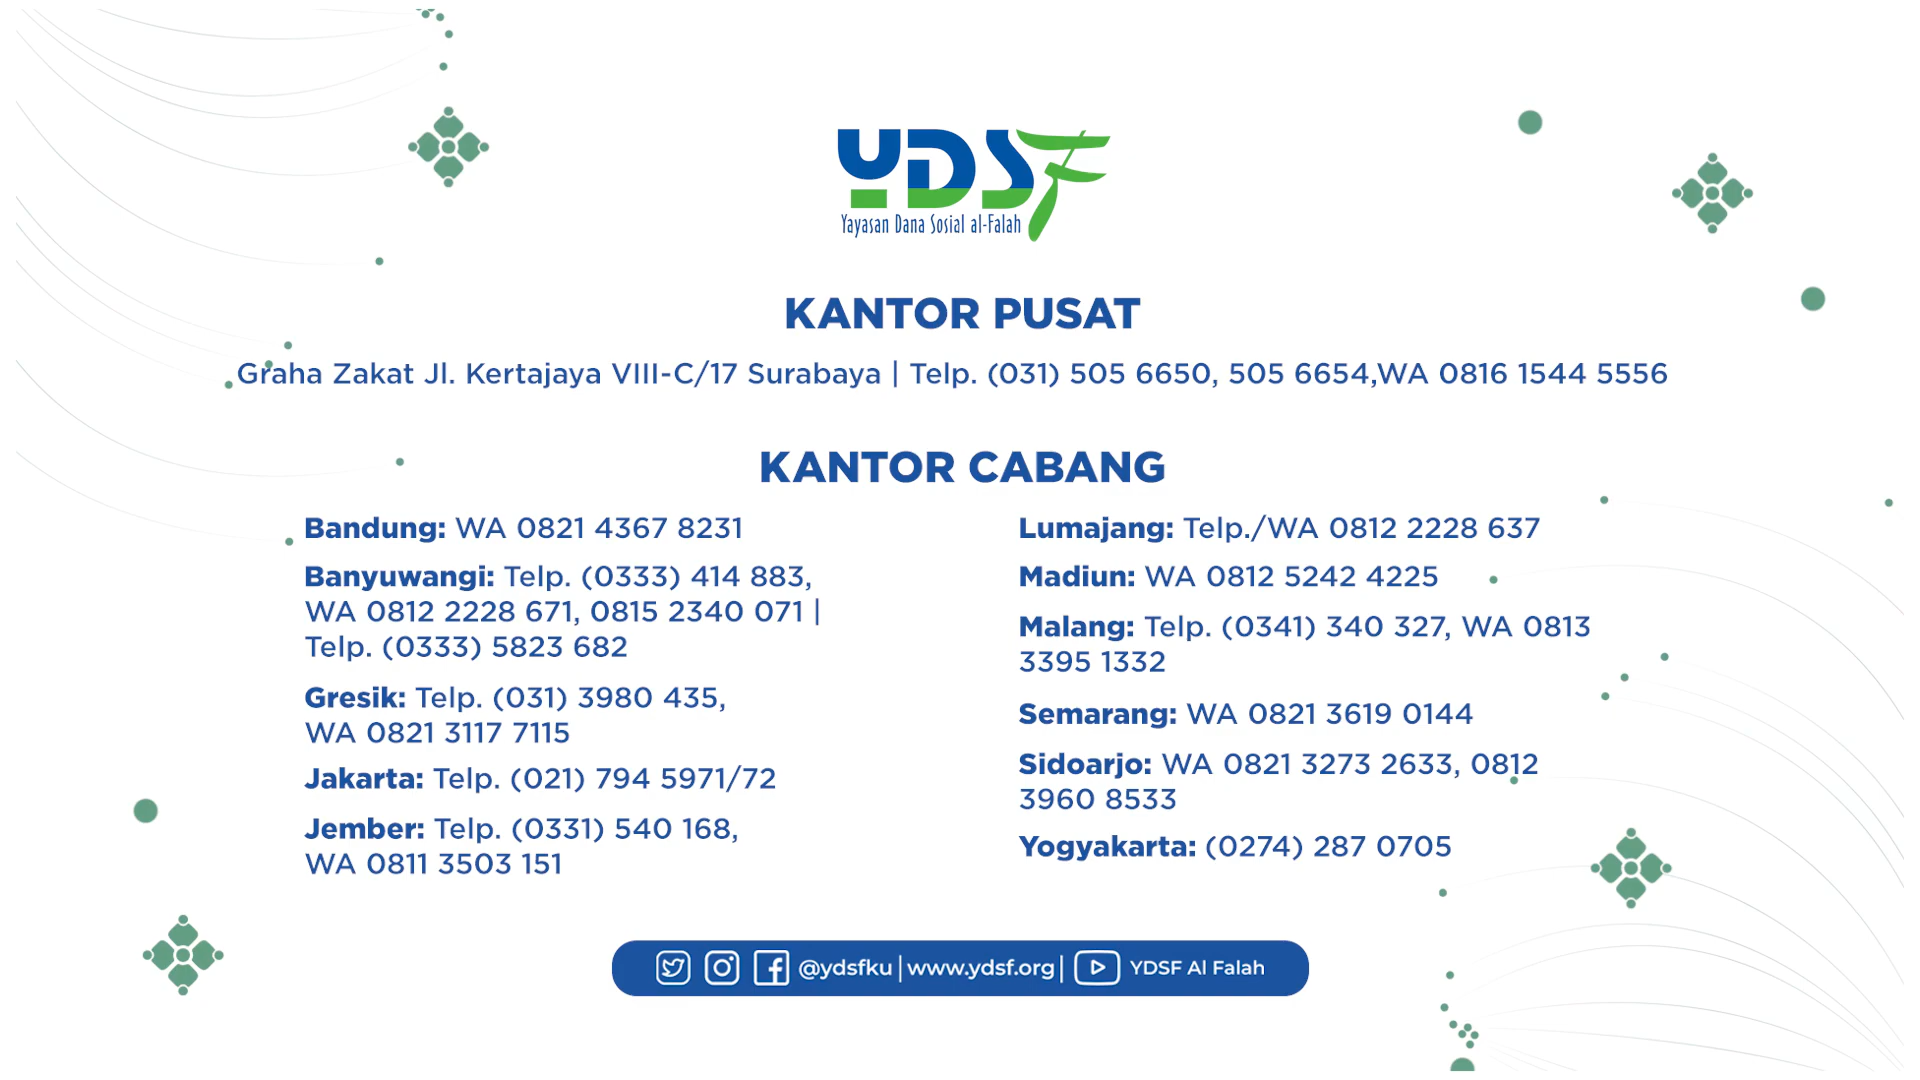 YDSF
Yayasan Dana Sosial al-Falah
KANTOR PUSAT
Graha Zakat Jl. Kertajaya VIII-C/17 Surabaya | Telp. (031) 505 6650, 505 6654,WA 0816 1544 5556
KANTOR CABANG
Bandung: WA 0821 4367 8231
Banyuwangi: Telp. (0333) 414 883,
WA 0812 2228 671, 0815 2340 071 |
Telp. (0333) 5823 682
Gresik: Telp. (031) 3980 435,
WA 0821 3117 7115
Jakarta: Telp. (021) 794 5971/72
Jember: Telp. (0331) 540 168,
WA 0811 3503 151
Lumajang: Telp./WA 0812 2228 637
Madiun: WA 0812 5242 4225
Malang: Telp. (0341) 340 327, WA 0813
3395 1332
Semarang: WA 0821 3619 0144
Sidoarjo: WA 0821 3273 2633, 0812
3960 8533
Yogyakarta: (0274) 287 0705
@ydsfku | www.ydsf.org | YDSF Al Falah